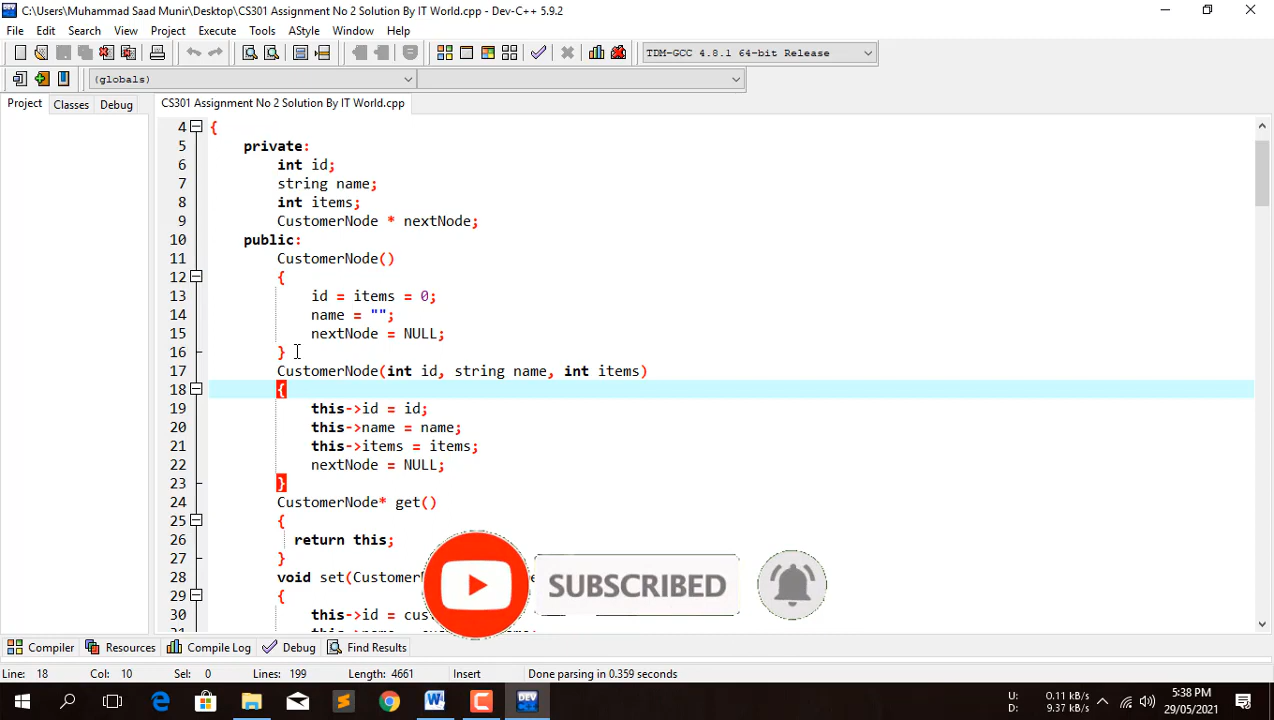 C:\Users\Muhammad Saad Munir\Desktop\CS301 Assignment No 2 Solution By IT World.cpp - Dev-C++ 5.9.2
File Edit Search View Project Execute Tools AStyle Window Help
TDM-GCC 4.8.1 64-bit Release
(globals)
Project Classes Debug CS301 Assignment No 2 Solution By IT World.cpp
4 {
5 private:
6 int id;
7 string name;
8 int items;
9 CustomerNode * nextNode;
10 public:
11 CustomerNode()
12 {
13 id = items = 0;
14 name = "";
15 nextNode = NULL;
16 }
17 CustomerNode(int id, string name, int items)
18 {
19 this->id = id;
20 this->name = name;
21 this->items = items;
22 nextNode = NULL;
23 }
24 CustomerNode* get()
25 {
26 return this;
27 }
28 void set(Custom
29 {
30 this->id = cus
SUBSCRIBED
Compiler Resources Compile Log Debug Find Results
Line: 18 Col: 10 Sel: 0 Lines: 199 Length: 4661 Insert Done parsing in 0.359 seconds
U: 0.11 kB/s
D: 9.37 kB/s
5:38 PM
29/05/2021